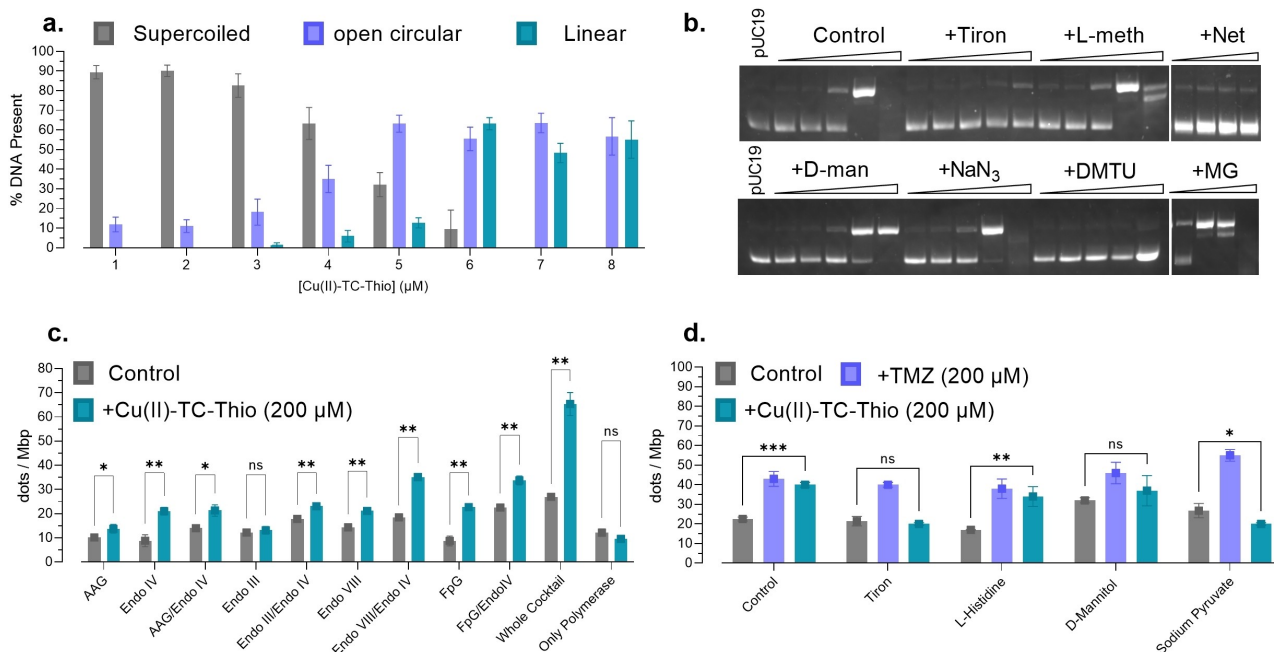 a.
Supercoiled
open circular
Linear
% DNA Present
100
90
80
70
60
50
40
30
20
10
0
1 2 3 4 5 6 7 8
[Cu(II)-TC-Thio] (µM)
b.
pUC19
Control
+Tiron
+L-meth
+Net
pUC19
+D-man
+NaN3
+DMTU
+MG
c.
Control
+Cu(II)-TC-Thio (200 µM)
dots / Mbp
80
70
60
50
40
30
20
10
0
*
**
*
ns
**
**
**
**
**
**
ns
AAG
Endo IV
AAG/Endo IV
Endo III
Endo III/Endo IV
Endo VIII
Endo VIII/Endo IV
FpG
FpG/EndoIV
Whole Cocktail
Only Polymerase
d.
Control
+TMZ (200 µM)
+Cu(II)-TC-Thio (200 µM)
dots / Mbp
100
90
80
70
60
50
40
30
20
10
0
***
ns
**
ns
*
Control
Tiron
L-Histidine
D-Mannitol
Sodium Pyruvate